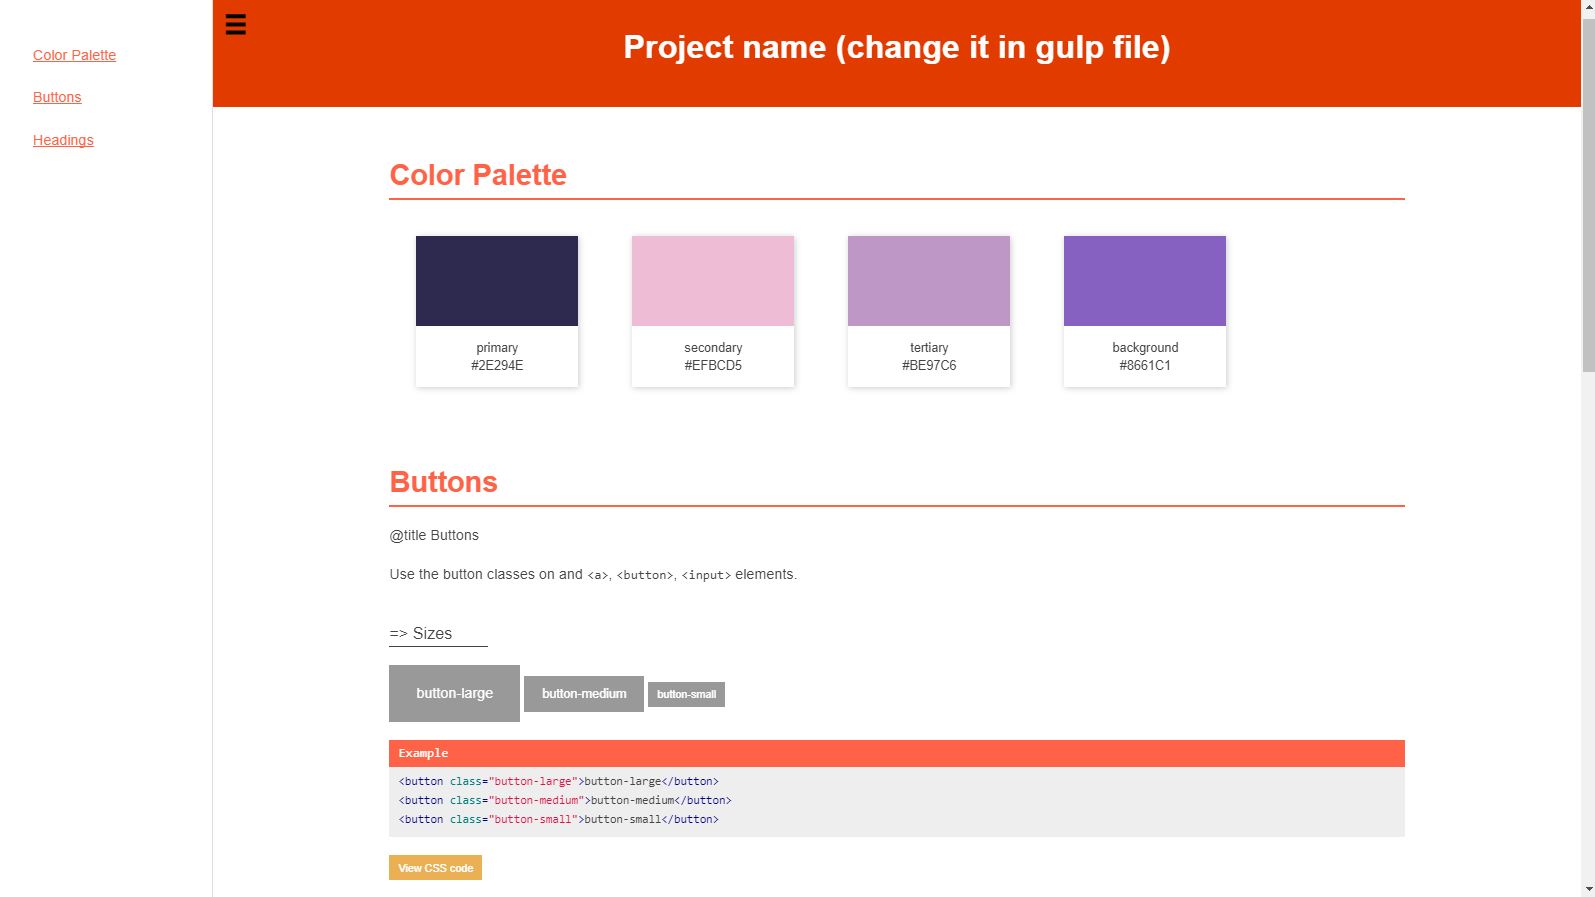 Color Palette
Buttons
Headings
Project name (change it in gulp file)
Color Palette
primary
#2E294E
secondary
#EFBCD5
tertiary
#BE97C6
background
#8661C1
Buttons
@title Buttons
Use the button classes on and <a>, <button>, <input> elements.
=> Sizes
button-large button-medium button-small
Example
<button class="button-large">button-large</button>
<button class="button-medium">button-medium</button>
<button class="button-small">button-small</button>
View CSS code